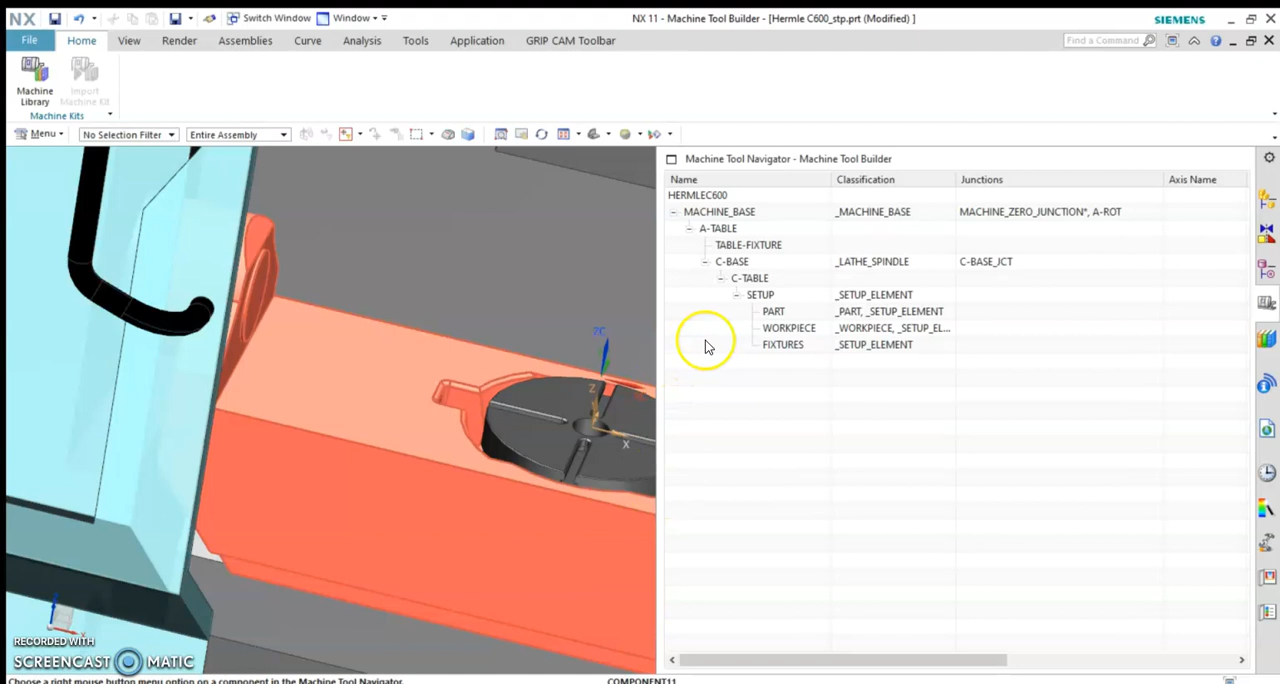 NX Switch Window Window NX 11 - Machine Tool Builder - [Hermle C600_stp.prt (Modified) ] SIEMENS
File Home View Render Assemblies Curve Analysis Tools Application GRIP CAM Toolbar Find a Command
Machine Library
Import Machine Kit
Machine Kits
Menu No Selection Filter Entire Assembly
Machine Tool Navigator - Machine Tool Builder
Name Classification Junctions Axis Name
HERMLEC600
MACHINE_BASE _MACHINE_BASE MACHINE_ZERO_JUNCTION*, A-ROT
A-TABLE
TABLE-FIXTURE
C-BASE _LATHE_SPINDLE C-BASE_JCT
C-TABLE
SETUP _SETUP_ELEMENT
PART _PART, _SETUP_ELEMENT
WORKPIECE _WORKPIECE, _SETUP_EL...
FIXTURES _SETUP_ELEMENT
ZC
Z
X
RECORDED WITH
SCREENCAST MATIC
Choose a right mouse button menu option on a component in the Machine Tool Navigator. COMPONENT11